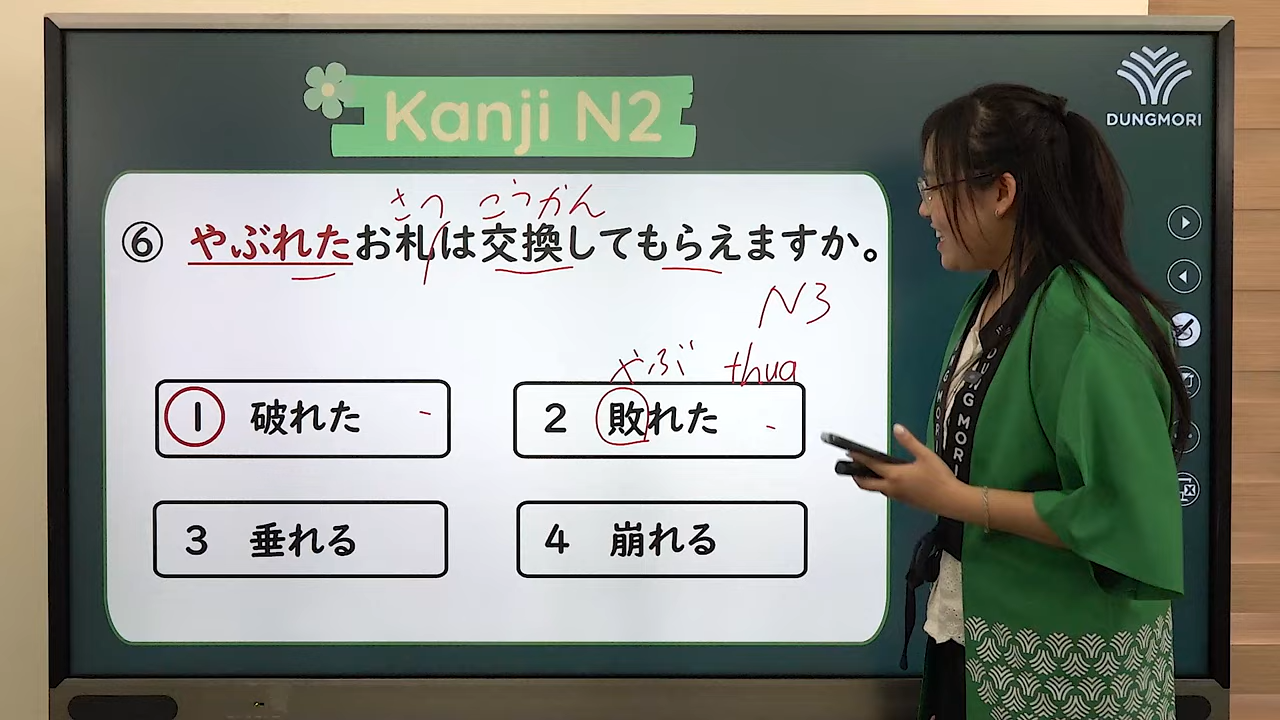 Kanji N2
DUNGMORI
さつ こうかん
⑥ やぶれたお札は交換してもらえますか。
N3
やぶ thua
1 破れた
2 敗れた
3 垂れる
4 崩れる
DUNG MORI